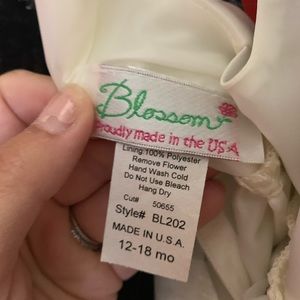 Blossom
Proudly made in the USA
Lining 100% Polyester
Remove Flower
Hand Wash Cold
Do Not Use Bleach
Hang Dry
Cut# 50655
Style# BL202
MADE IN U.S.A.
12-18 mo